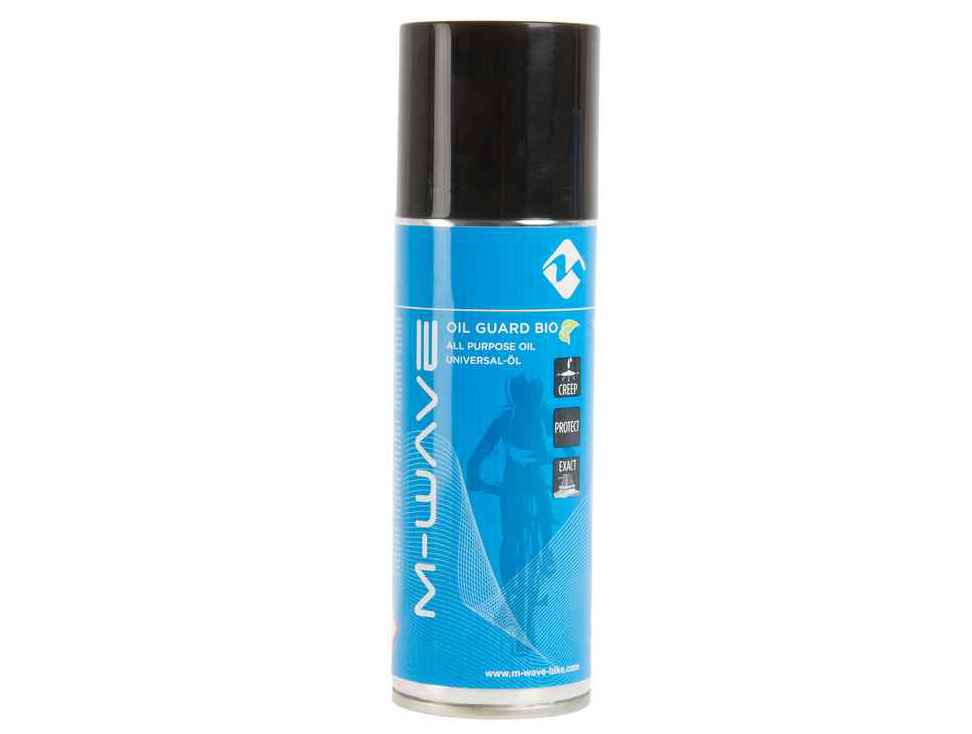 OIL GUARD BIO
ALL PURPOSE OIL
UNIVERSAL-ÖL
M-WAVE
CREEP
PROTECT
EXACT
www.m-wave-bike.com